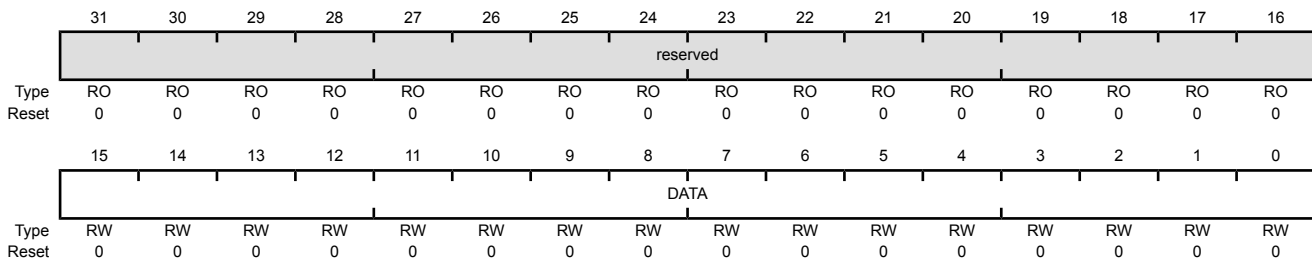 31 30 29 28 27 26 25 24 23 22 21 20 19 18 17 16
reserved
Type RO RO RO RO RO RO RO RO RO RO RO RO RO RO RO RO
Reset 0 0 0 0 0 0 0 0 0 0 0 0 0 0 0 0
15 14 13 12 11 10 9 8 7 6 5 4 3 2 1 0
DATA
Type RW RW RW RW RW RW RW RW RW RW RW RW RW RW RW RW
Reset 0 0 0 0 0 0 0 0 0 0 0 0 0 0 0 0